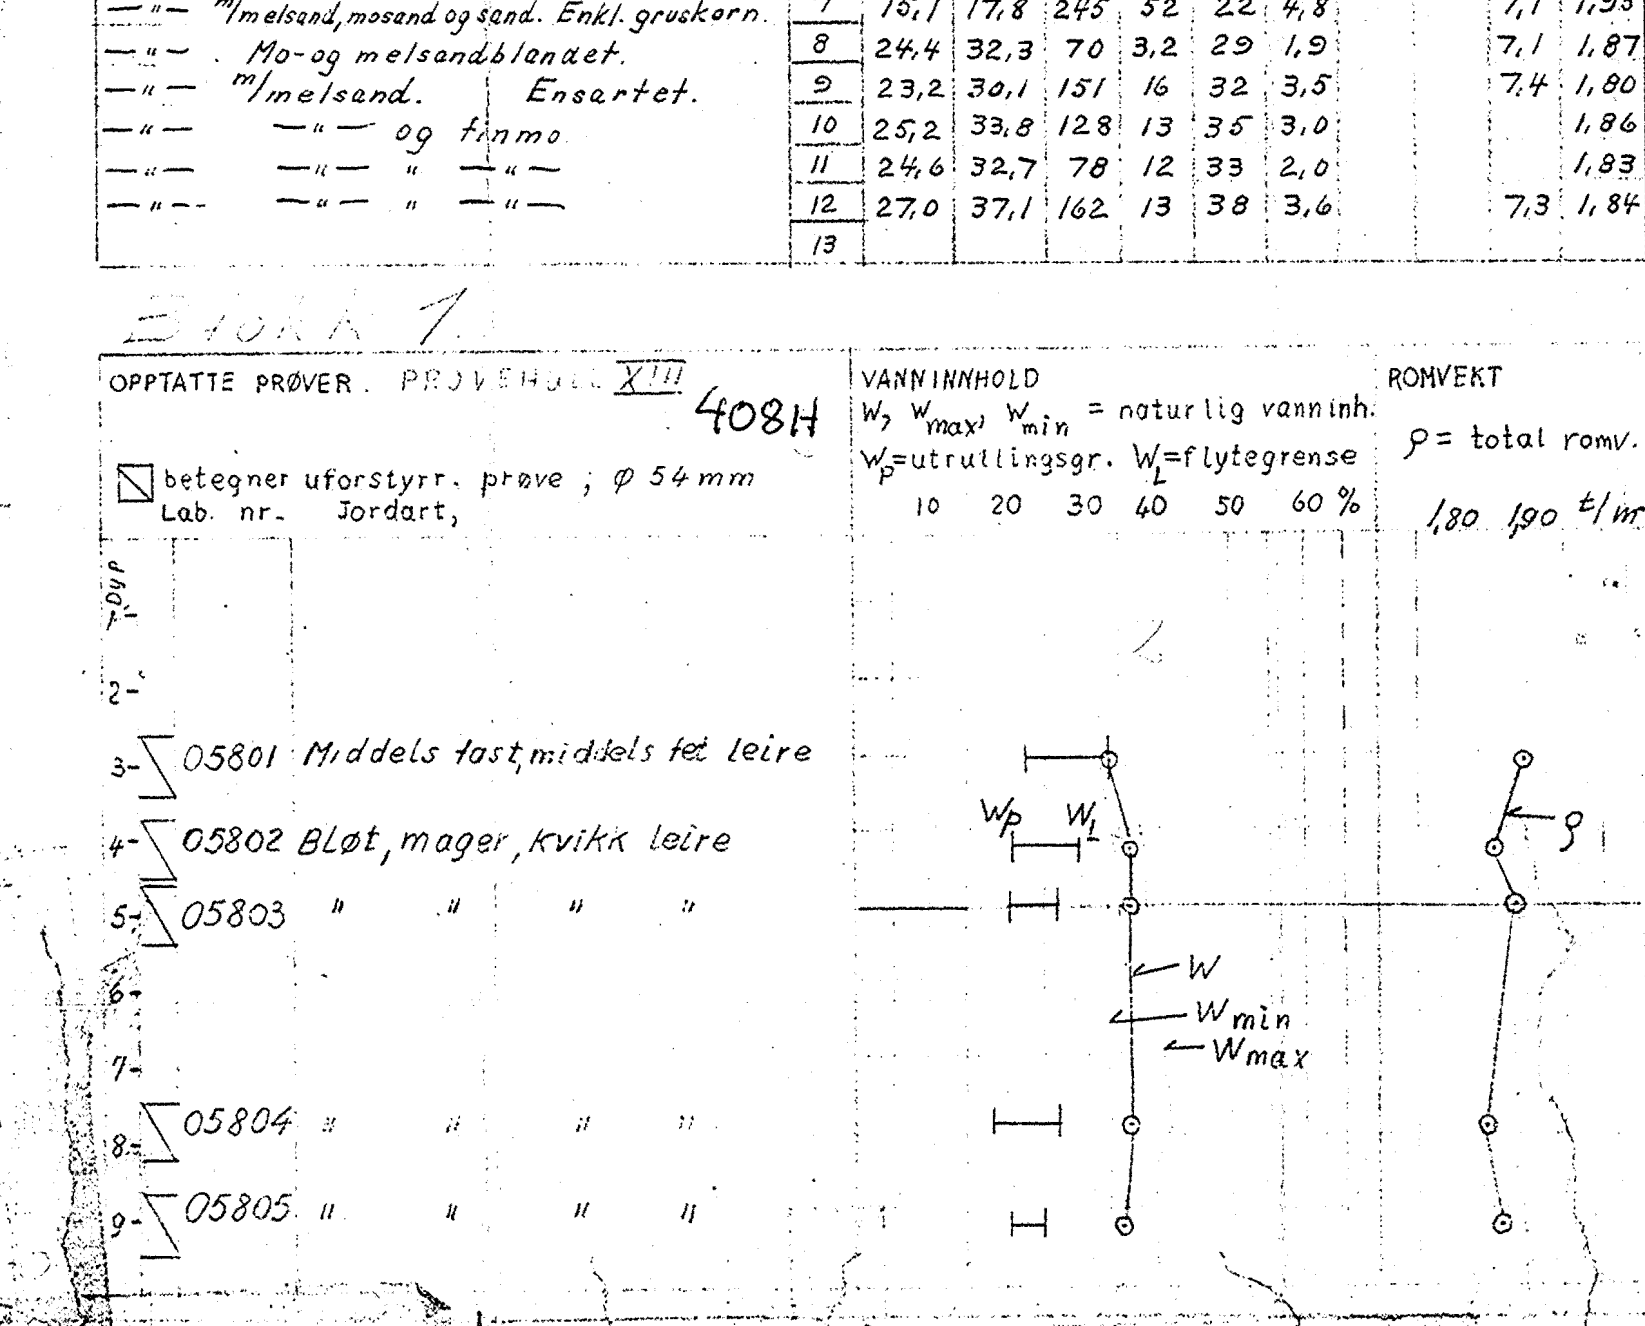 —"— m/melsand, mosand og sand. Enkl. gruskorn. 7 15,1 17,8 245 52 22 4,8 7,1 1,95
—"— . Mo-og melsandblandet. 8 24,4 32,3 70 3,2 29 1,9 7,1 1,87
—"— m/melsand. Ensartet. 9 23,2 30,1 151 16 32 3,5 7.4 1,80
—"— —"— og finmo 10 25,2 33,8 128 13 35 3,0 1,86
—"— —"— " —"— 11 24,6 32,7 78 12 33 2,0 1,83
—"— —"— " —"— 12 27,0 37,1 162 13 38 3,6 7,3 1,84
13
1.
OPPTATTE PRØVER. PRØVEHULL XIII
408H
betegner uforstyrr. prøve ; φ 54mm
Lab. nr. Jordart,
VANNINNHOLD
W, Wmax, Wmin = naturlig vanninh.
Wp=utrullingsgr. WL=flytegrense
10 20 30 40 50 60 %
ROMVEKT
ρ = total romv.
1,80 1,90 t/m
Dyp
1-
2-
3- 05801 Middels fast, middels fet leire
Wp WL ρ
4- 05802 Bløt, mager, kvikk leire
5- 05803 " " " "
W
6-
Wmin
Wmax
7-
05804 " " " "
8-
05805 " " " "
9-